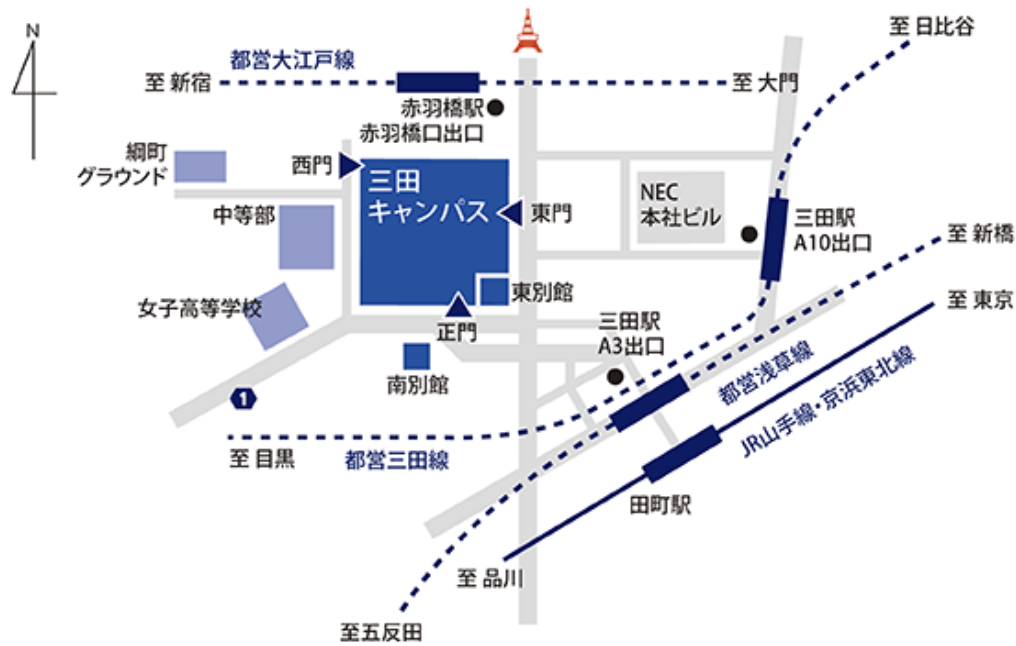 N
至 日比谷
都営大江戸線
至 新宿
至 大門
赤羽橋駅
赤羽橋口出口
綱町
グラウンド
西門
三田
キャンパス
東門
NEC
本社ビル
中等部
三田駅
A10出口
至 新橋
女子高等学校
東別館
至 東京
正門
三田駅
A3出口
南別館
都営浅草線
JR山手線・京浜東北線
1
至 目黒
都営三田線
田町駅
至 品川
至五反田